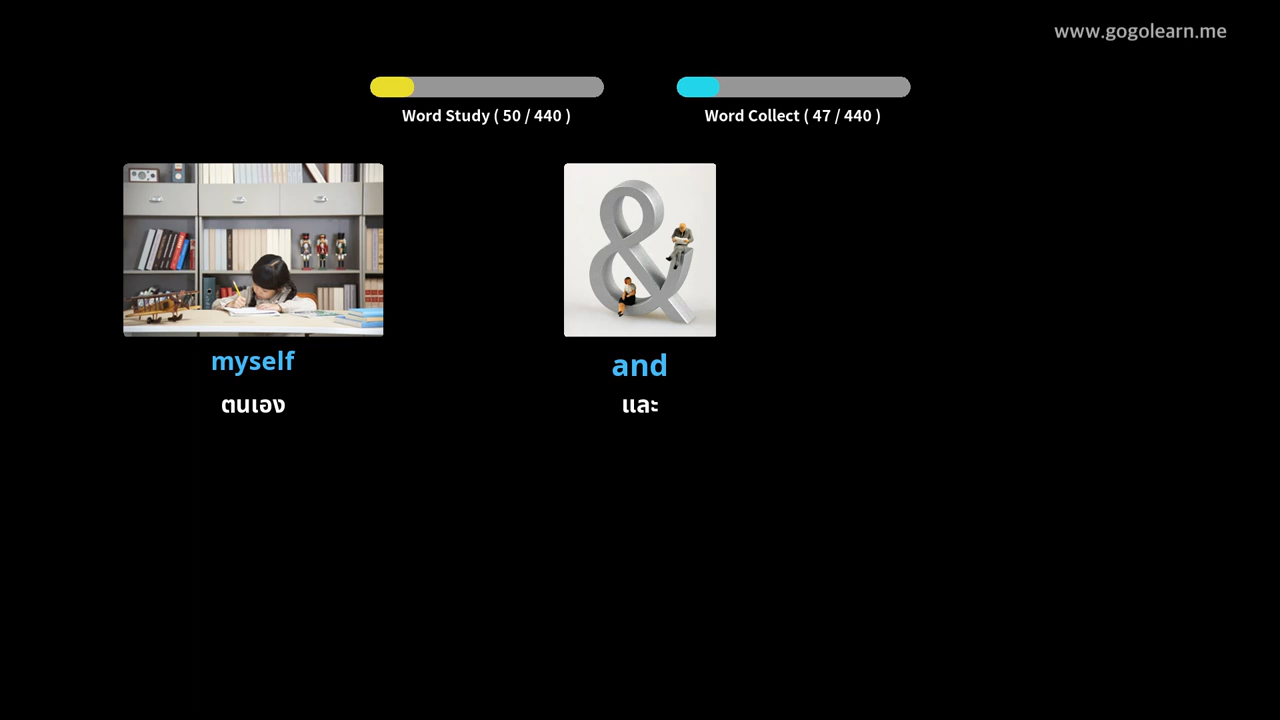 www.gogolearn.me
Word Study ( 50 / 440 )
Word Collect ( 47 / 440 )
myself
ตนเอง
and
และ